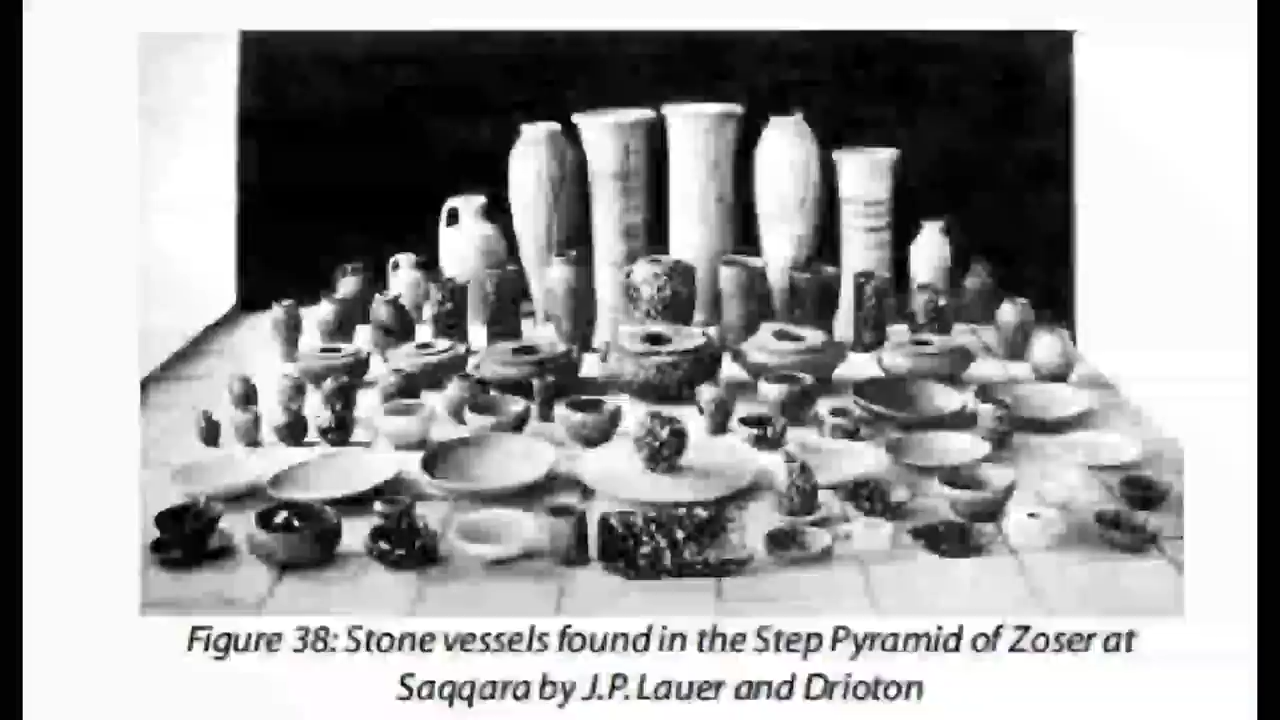 Figure 38: Stone vessels found in the Step Pyramid of Zoser at
Saqqara by J.P. Lauer and Drioton